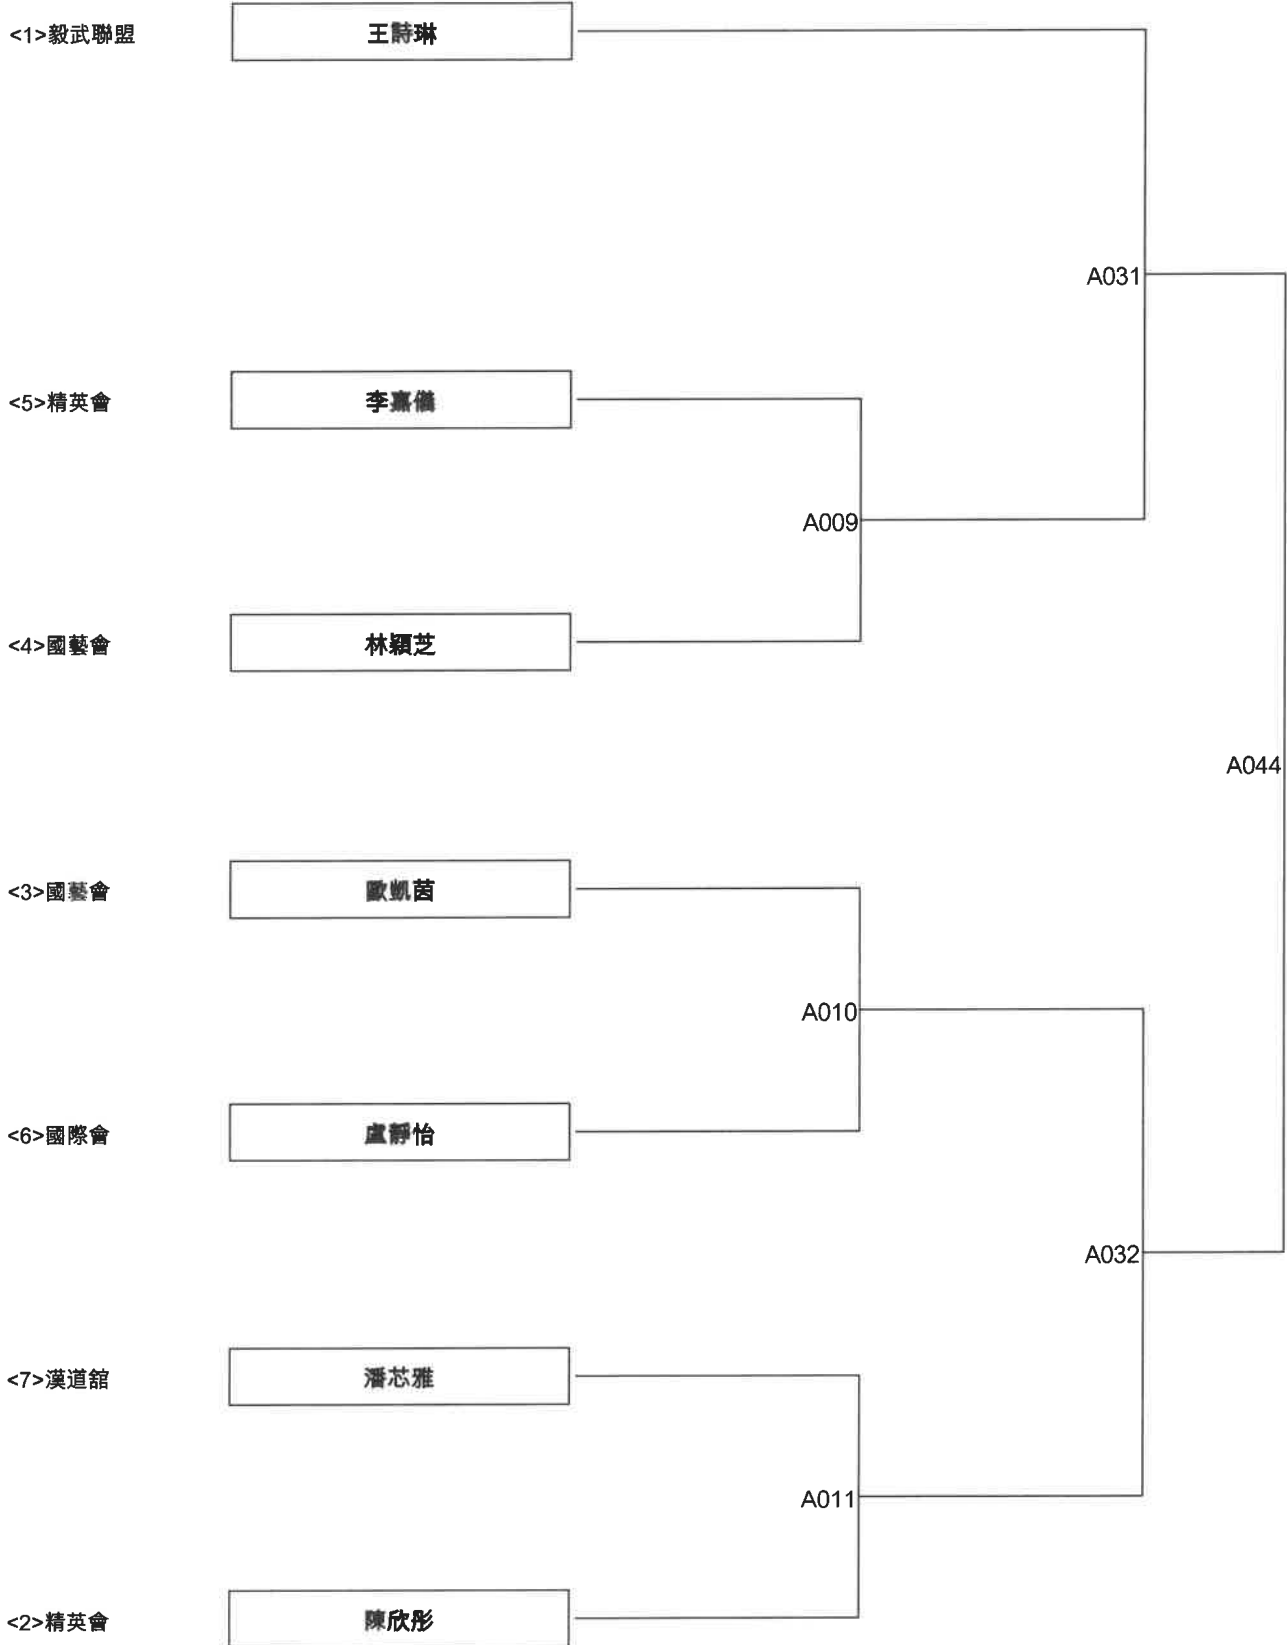 <1>毅武聯盟 王詩琳
A031
<5>精英會 李嘉儀
A009
<4>國藝會 林穎芝
A044
<3>國藝會 歐凱茵
A010
<6>國際會 盧靜怡
A032
<7>漢道舘 潘芯雅
A011
<2>精英會 陳欣彤